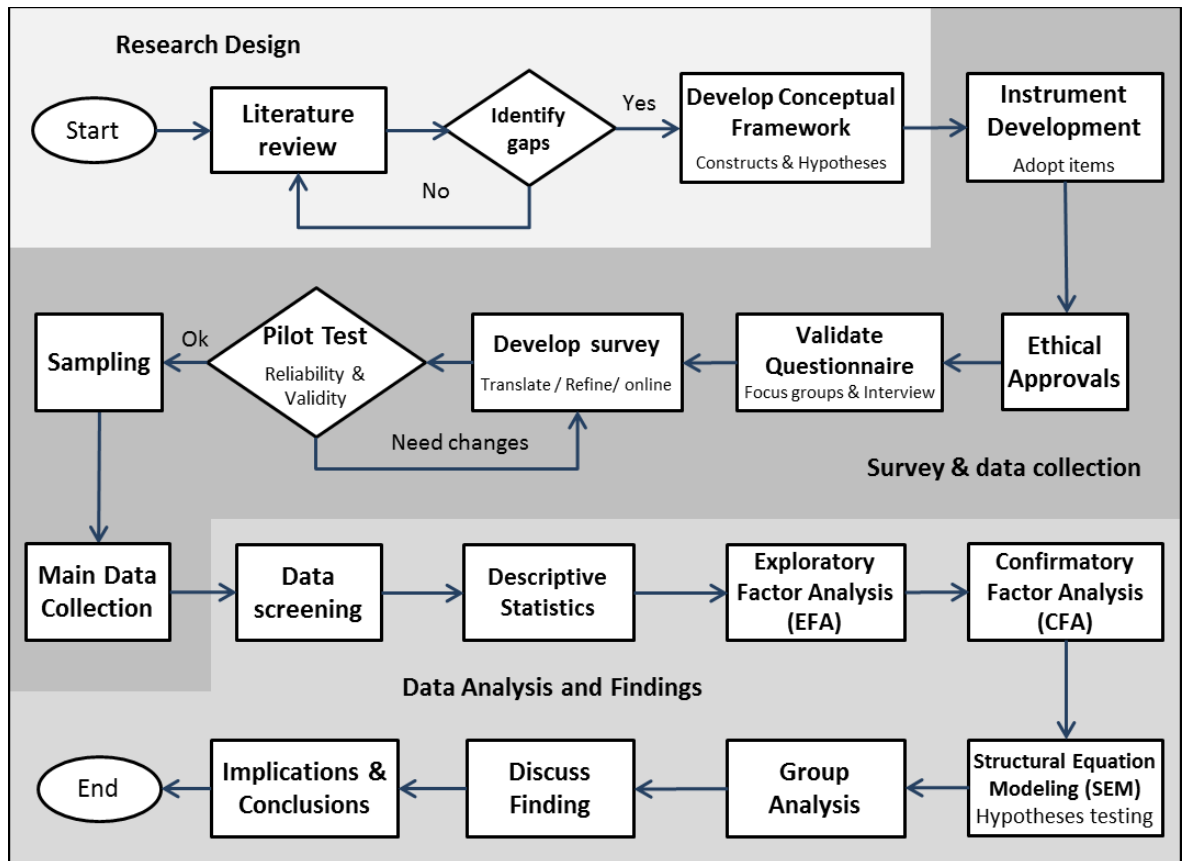 Research Design
Start
Literature
review
Identify
gaps
Yes
No
Develop Conceptual
Framework
Constructs & Hypotheses
Instrument
Development
Adopt items
Ethical
Approvals
Validate
Questionnaire
Focus groups & Interview
Develop survey
Translate / Refine/ online
Pilot Test
Reliability &
Validity
Need changes
Ok
Sampling
Survey & data collection
Main Data
Collection
Data
screening
Descriptive
Statistics
Exploratory
Factor Analysis
(EFA)
Confirmatory
Factor Analysis
(CFA)
Data Analysis and Findings
Structural Equation
Modeling (SEM)
Hypotheses testing
Group
Analysis
Discuss
Finding
Implications &
Conclusions
End